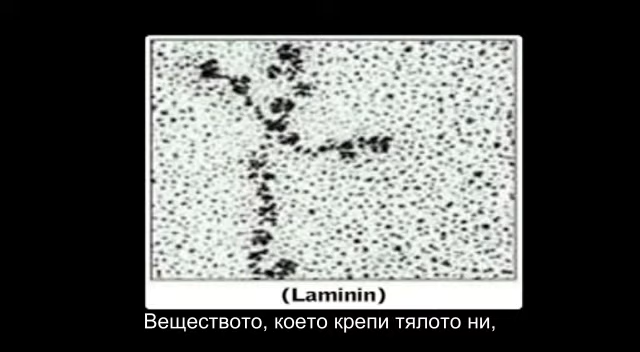 (Laminin)
Веществото, което крепи тялото ни,